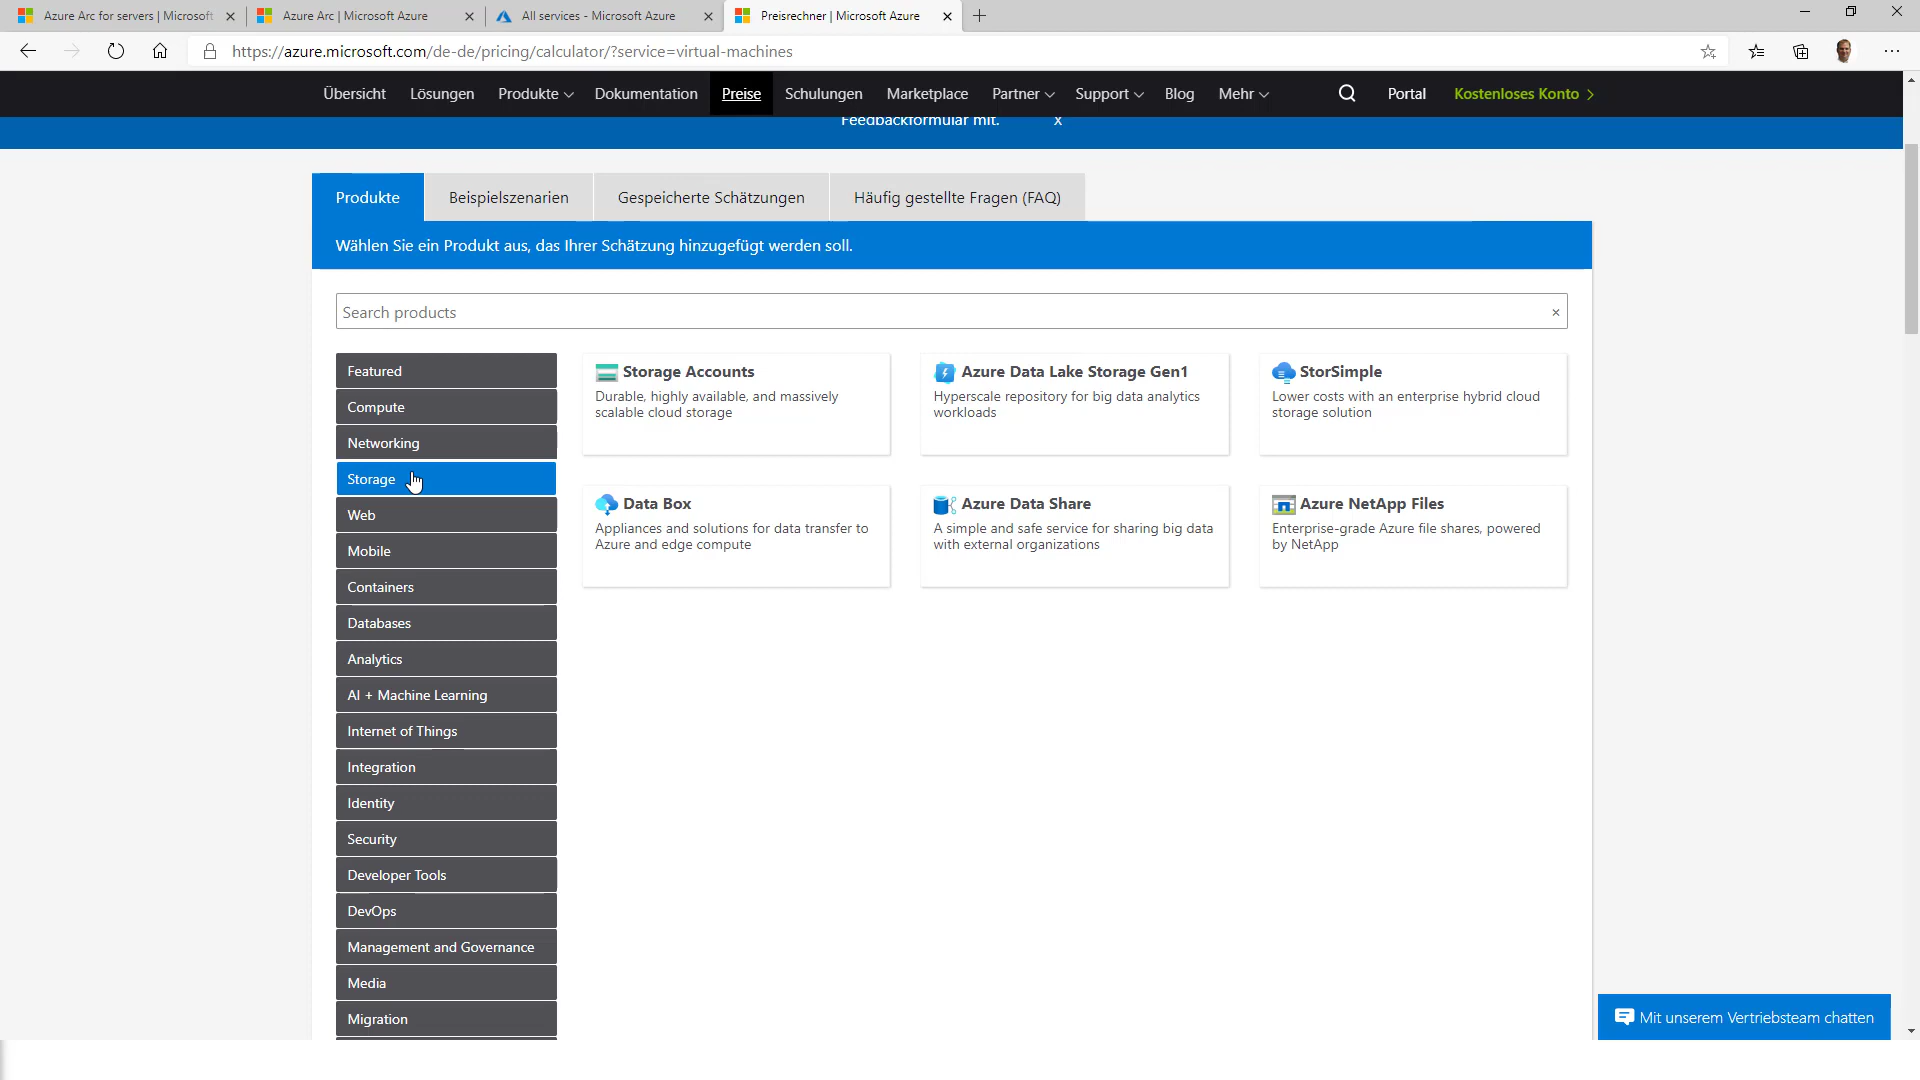 Azure Arc for servers | Microsoft
Azure Arc | Microsoft Azure
All services - Microsoft Azure
Preisrechner | Microsoft Azure
https://azure.microsoft.com/de-de/pricing/calculator/?service=virtual-machines
Übersicht
Lösungen
Produkte
Dokumentation
Preise
Schulungen
Marketplace
Partner
Support
Blog
Mehr
Portal
Kostenloses Konto
Feedbackformular mit.
x
Produkte
Beispielszenarien
Gespeicherte Schätzungen
Häufig gestellte Fragen (FAQ)
Wählen Sie ein Produkt aus, das Ihrer Schätzung hinzugefügt werden soll.
Search products
Featured
Compute
Networking
Storage
Web
Mobile
Containers
Databases
Analytics
AI + Machine Learning
Internet of Things
Integration
Identity
Security
Developer Tools
DevOps
Management and Governance
Media
Migration
Storage Accounts
Durable, highly available, and massively
scalable cloud storage
Azure Data Lake Storage Gen1
Hyperscale repository for big data analytics
workloads
StorSimple
Lower costs with an enterprise hybrid cloud
storage solution
Data Box
Appliances and solutions for data transfer to
Azure and edge compute
Azure Data Share
A simple and safe service for sharing big data
with external organizations
Azure NetApp Files
Enterprise-grade Azure file shares, powered
by NetApp
Mit unserem Vertriebsteam chatten